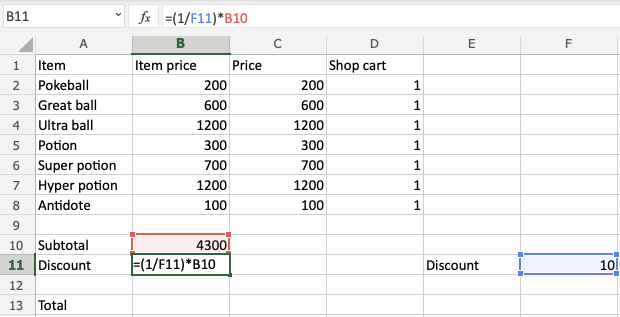 B11 fx =(1/F11)*B10
A B C D E F
1 Item Item price Price Shop cart
2 Pokeball 200 200 1
3 Great ball 600 600 1
4 Ultra ball 1200 1200 1
5 Potion 300 300 1
6 Super potion 700 700 1
7 Hyper potion 1200 1200 1
8 Antidote 100 100 1
9
10 Subtotal 4300
11 Discount =(1/F11)*B10 Discount 10
12
13 Total